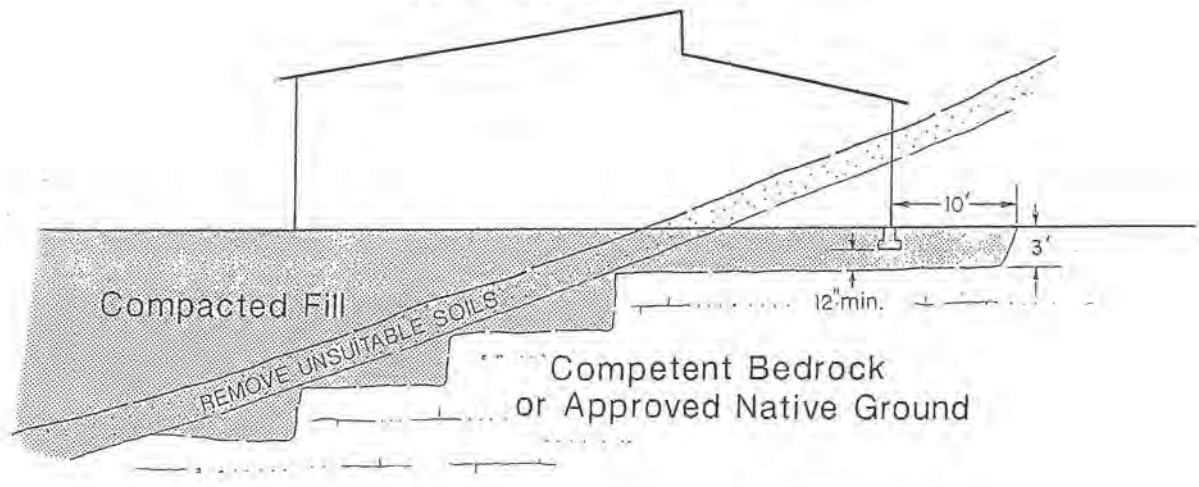 10'
3'
12"min.
Compacted Fill
REMOVE UNSUITABLE SOILS
Competent Bedrock
or Approved Native Ground